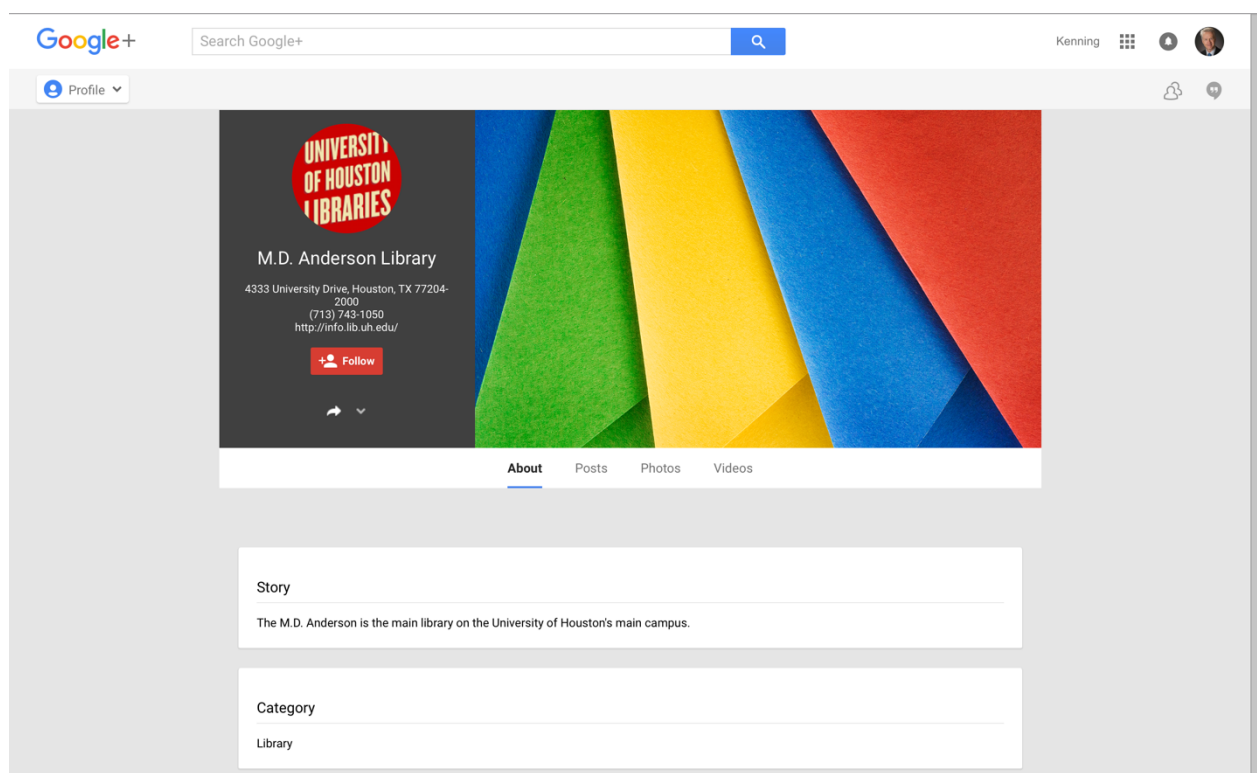 Google+
Search Google+
Kenning
Profile
UNIVERSITY
OF HOUSTON
LIBRARIES
M.D. Anderson Library
4333 University Drive, Houston, TX 77204-
2000
(713) 743-1050
http://info.lib.uh.edu/
Follow
About Posts Photos Videos
Story
The M.D. Anderson is the main library on the University of Houston's main campus.
Category
Library